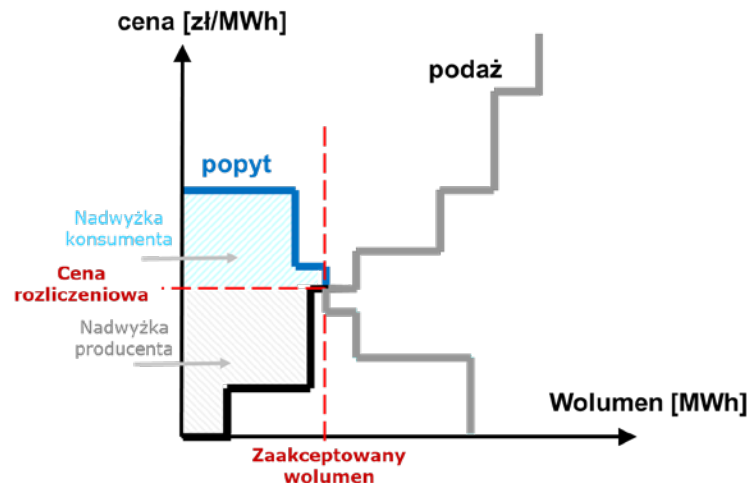 cena [zł/MWh]
podaż
popyt
Nadwyżka
konsumenta
Cena
rozliczeniowa
Nadwyżka
producenta
Wolumen [MWh]
Zaakceptowany
wolumen